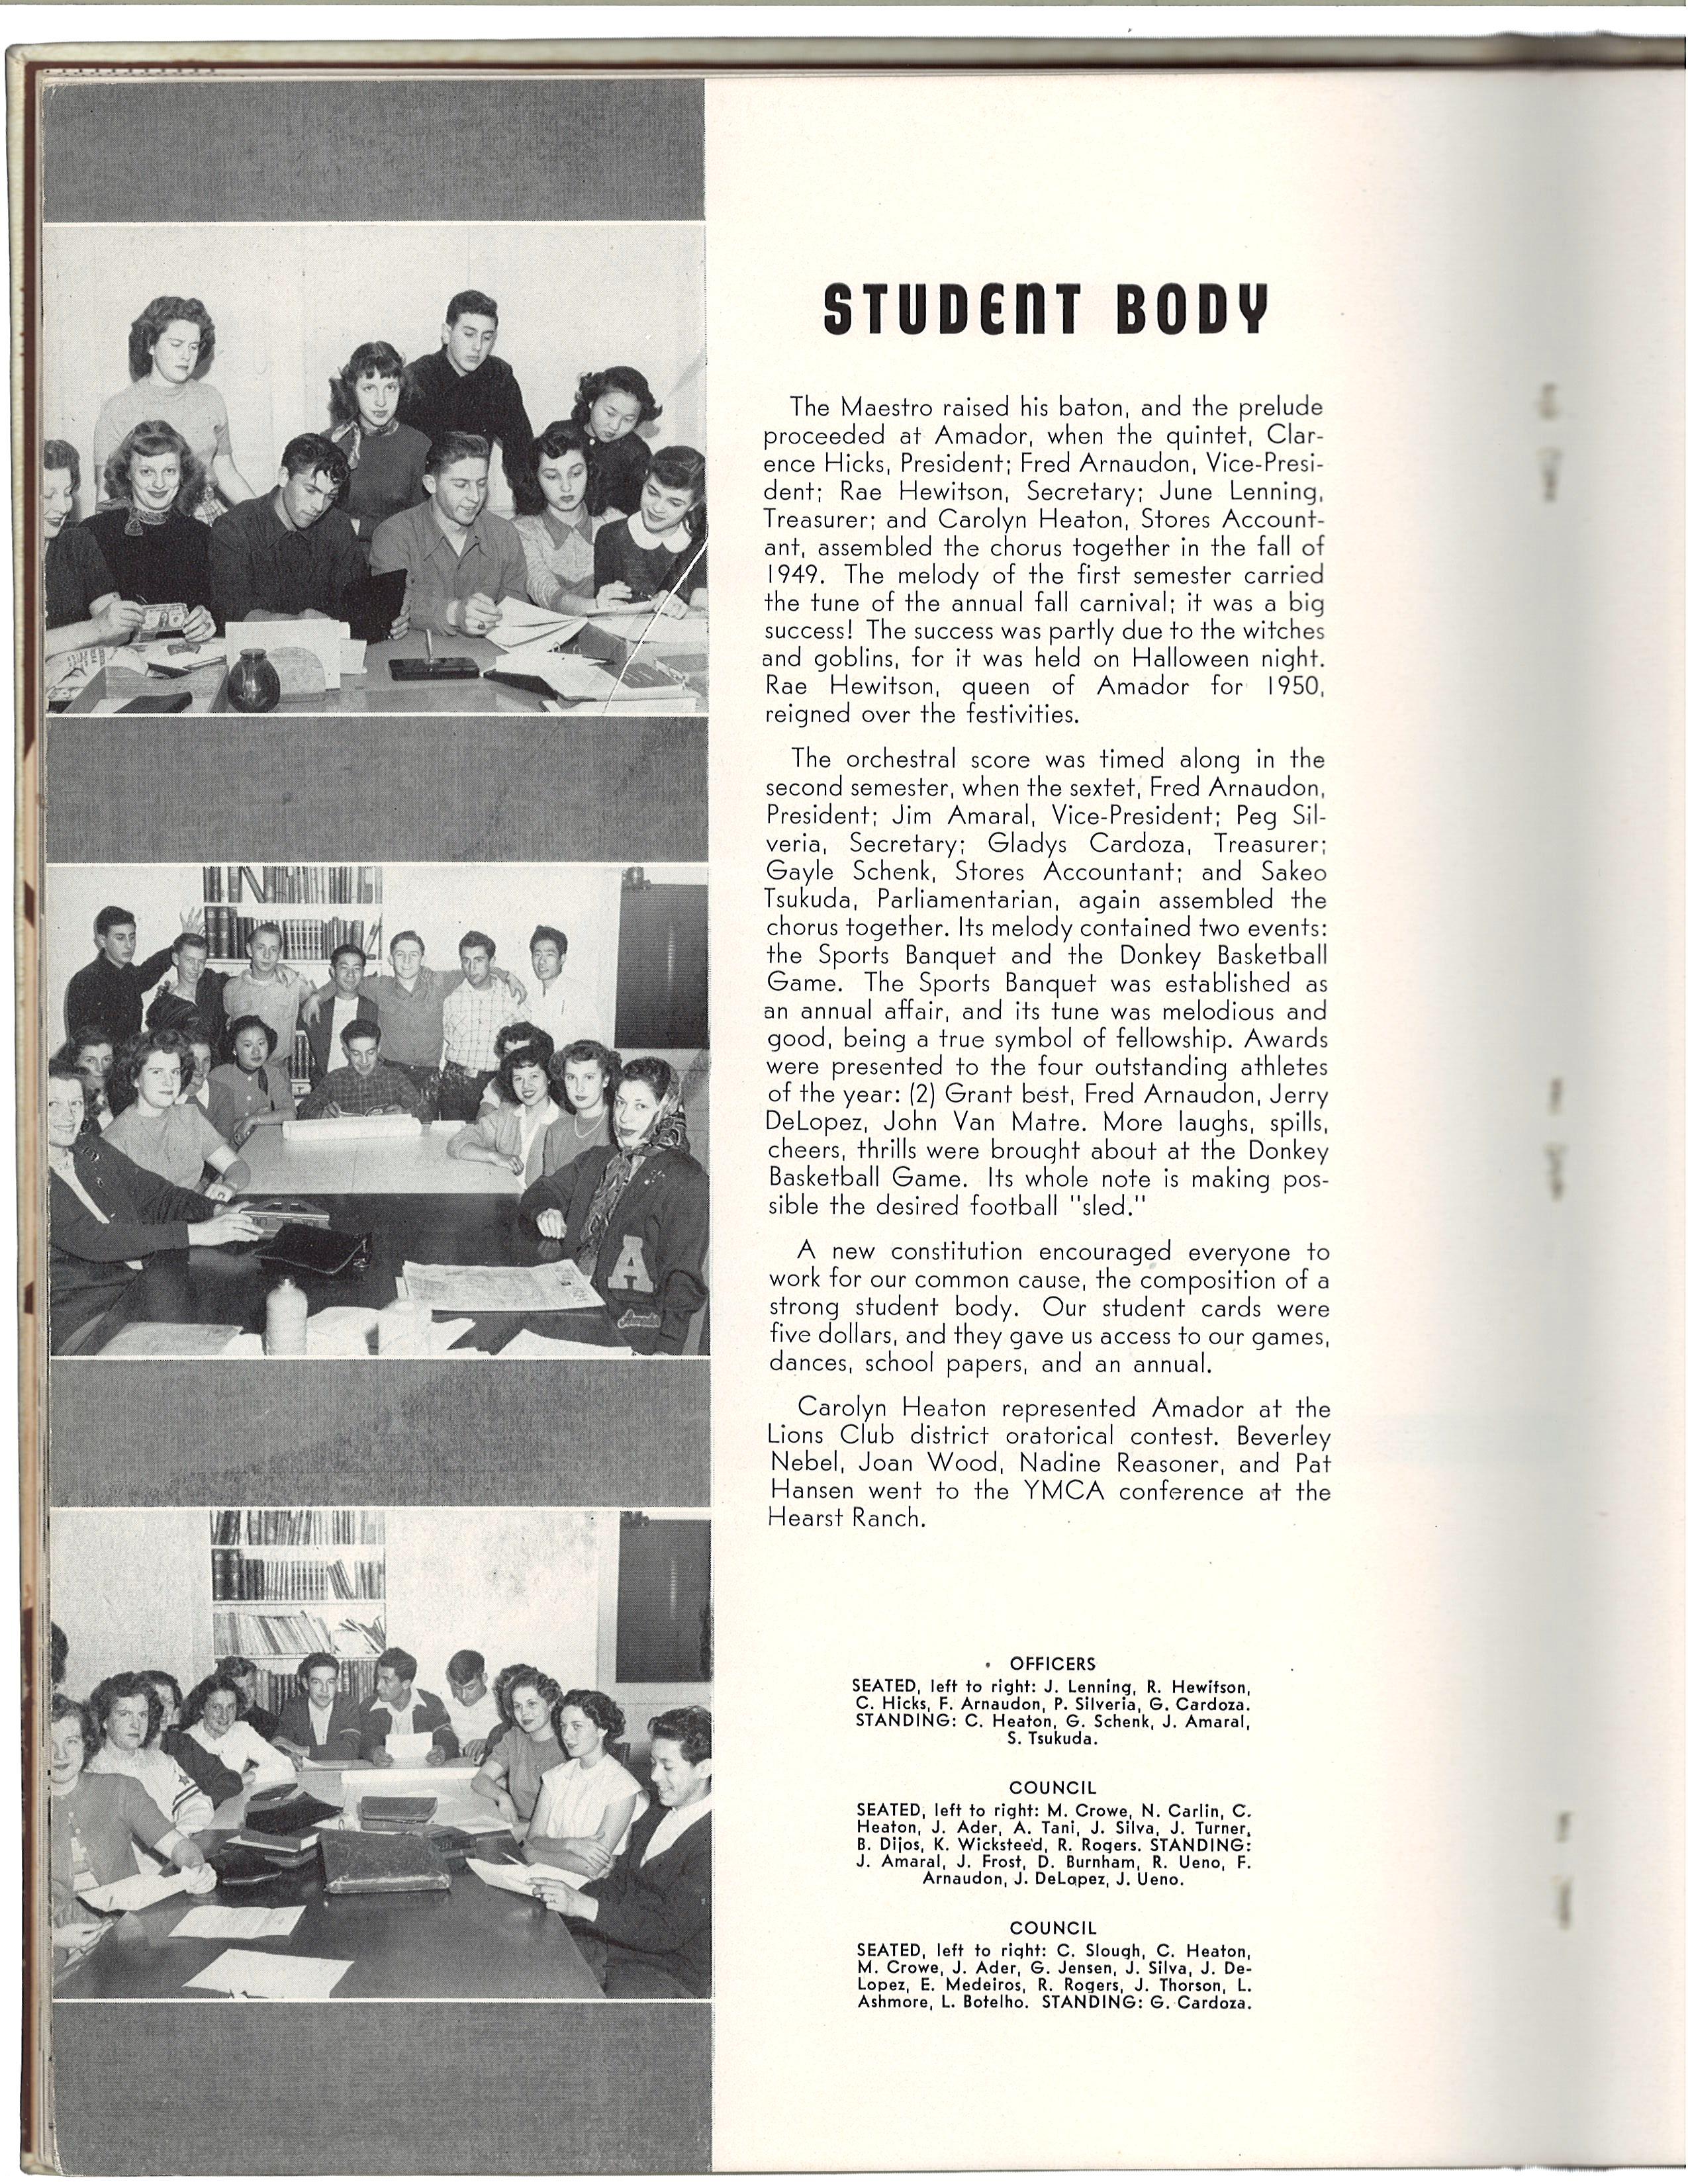 STUDENT BODY
The Maestro raised his baton, and the prelude
proceeded at Amador, when the quintet, Clar-
ence Hicks, President; Fred Arnaudon, Vice-Presi-
dent; Rae Hewitson, Secretary; June Lenning,
Treasurer; and Carolyn Heaton, Stores Account-
ant, assembled the chorus together in the fall of
1949. The melody of the first semester carried
the tune of the annual fall carnival; it was a big
success! The success was partly due to the witches
and goblins, for it was held on Halloween night.
Rae Hewitson, queen of Amador for 1950,
reigned over the festivities.
The orchestral score was timed along in the
second semester, when the sextet, Fred Arnaudon,
President; Jim Amaral, Vice-President; Peg Sil-
veria, Secretary; Gladys Cardoza, Treasurer;
Gayle Schenk, Stores Accountant; and Sakeo
Tsukuda, Parliamentarian, again assembled the
chorus together. Its melody contained two events:
the Sports Banquet and the Donkey Basketball
Game. The Sports Banquet was established as
an annual affair, and its tune was melodious and
good, being a true symbol of fellowship. Awards
were presented to the four outstanding athletes
of the year: (2) Grant best, Fred Arnaudon, Jerry
DeLopez, John Van Matre. More laughs, spills,
cheers, thrills were brought about at the Donkey
Basketball Game. Its whole note is making pos-
sible the desired football "sled."
A new constitution encouraged everyone to
work for our common cause, the composition of a
strong student body. Our student cards were
five dollars, and they gave us access to our games,
dances, school papers, and an annual.
Carolyn Heaton represented Amador at the
Lions Club district oratorical contest. Beverley
Nebel, Joan Wood, Nadine Reasoner, and Pat
Hansen went to the YMCA conference at the
Hearst Ranch.
OFFICERS
SEATED, left to right: J. Lenning, R. Hewitson,
C. Hicks, F. Arnaudon, P. Silveria, G. Cardoza.
STANDING: C. Heaton, G. Schenk, J. Amaral,
S. Tsukuda.
COUNCIL
SEATED, left to right: M. Crowe, N. Carlin, C.
Heaton, J. Ader, A. Tani, J. Silva, J. Turner,
B. Dijos, K. Wicksteed, R. Rogers. STANDING:
J. Amaral, J. Frost, D. Burnham, R. Ueno, F.
Arnaudon, J. DeLopez, J. Ueno.
COUNCIL
SEATED, left to right: C. Slough, C. Heaton,
M. Crowe, J. Ader, G. Jensen, J. Silva, J. De-
Lopez, E. Medeiros, R. Rogers, J. Thorson, L.
Ashmore, L. Botelho. STANDING: G. Cardoza.
A